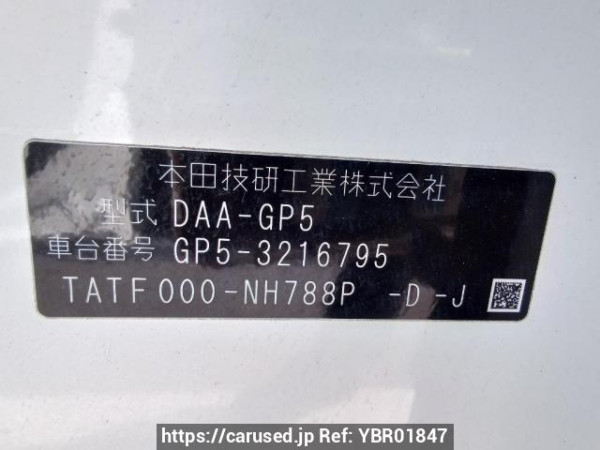 本田技研工業株式会社
型式 DAA-GP5
車台番号 GP5-3216795
TATF000-NH788P -D-J
https://carused.jp Ref: YBR01847